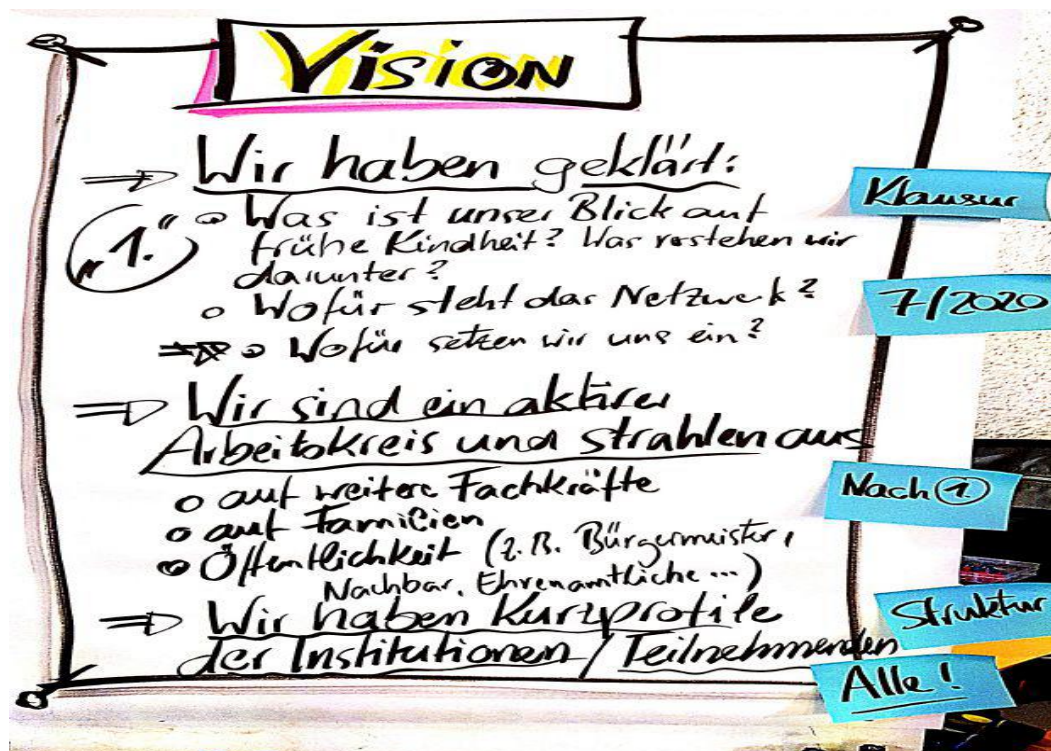 Vision
⇒ Wir haben geklärt:
"1."
○ Was ist unser Blick auf
frühe Kindheit? Was verstehen wir
darunter?
○ Wofür steht das Netzwerk?
⇒ ○ Wofür setzen wir uns ein?
⇒ Wir sind ein aktiver
Arbeitskreis und strahlen aus
○ auf weitere Fachkräfte
○ auf Familien
○ Öffentlichkeit (z.B. Bürgermeister,
Nachbar, Ehrenamtliche ...)
⇒ Wir haben Kurzprofile
der Institutionen / Teilnehmenden
Klausur
7/2020
Nach ①
Struktur
Alle!